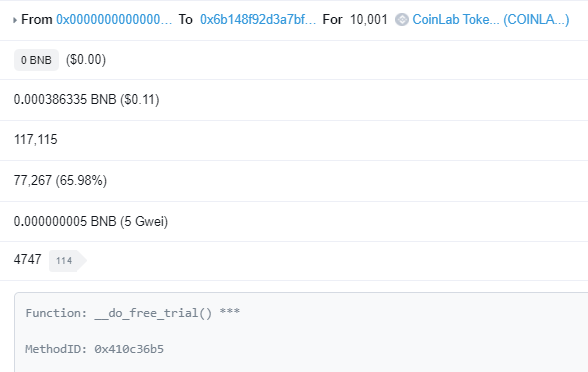 From 0x0000000000000... To 0x6b148f92d3a7bf... For 10,001 CoinLab Toke... (COINLA...)
0 BNB ($0.00)
0.000386335 BNB ($0.11)
117,115
77,267 (65.98%)
0.000000005 BNB (5 Gwei)
4747 114
Function: __do_free_trial() ***
MethodID: 0x410c36b5